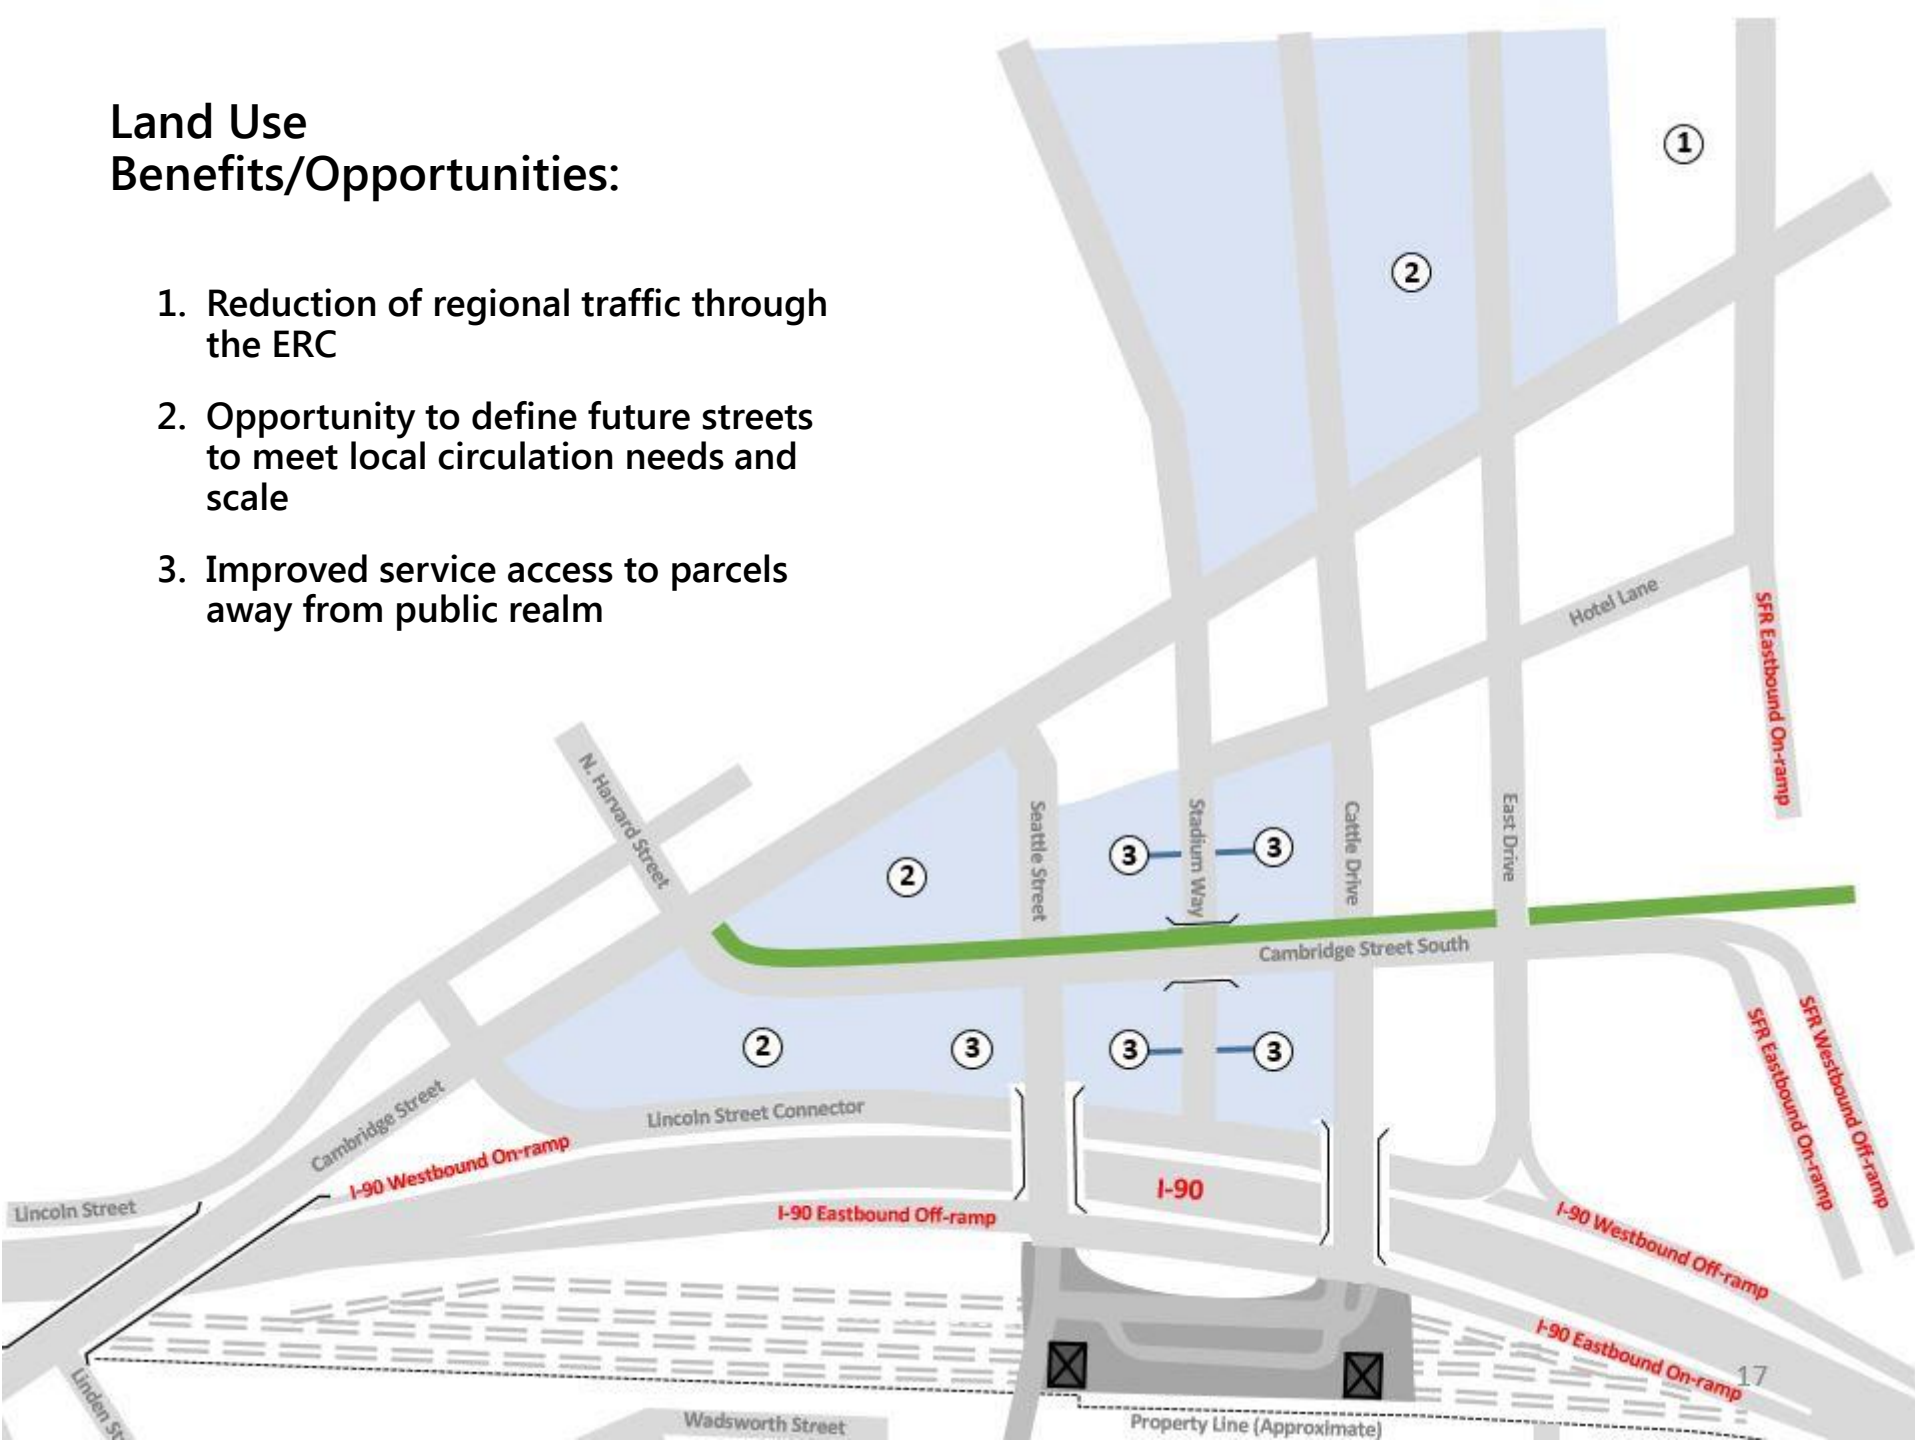 Land Use
Benefits/Opportunities:
1. Reduction of regional traffic through
the ERC
2. Opportunity to define future streets
to meet local circulation needs and
scale
3. Improved service access to parcels
away from public realm
1
2
Hotel Lane
SFR Eastbound On-ramp
N. Harvard Street
Seattle Street
Stadium Way
Cattle Drive
East Drive
2
3
3
Cambridge Street South
2
3
3
3
SFR Eastbound On-ramp
SFR Westbound Off-ramp
Cambridge Street
Lincoln Street Connector
I-90 Westbound On-ramp
Lincoln Street
I-90 Eastbound Off-ramp
I-90
I-90 Westbound Off-ramp
I-90 Eastbound On-ramp
17
Linden St
Wadsworth Street
Property Line (Approximate)